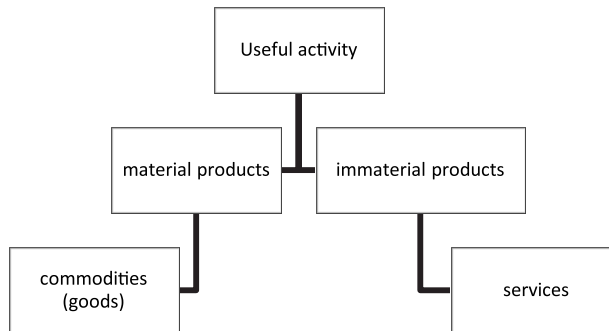 Useful activity
material products
immaterial products
commodities
(goods)
services